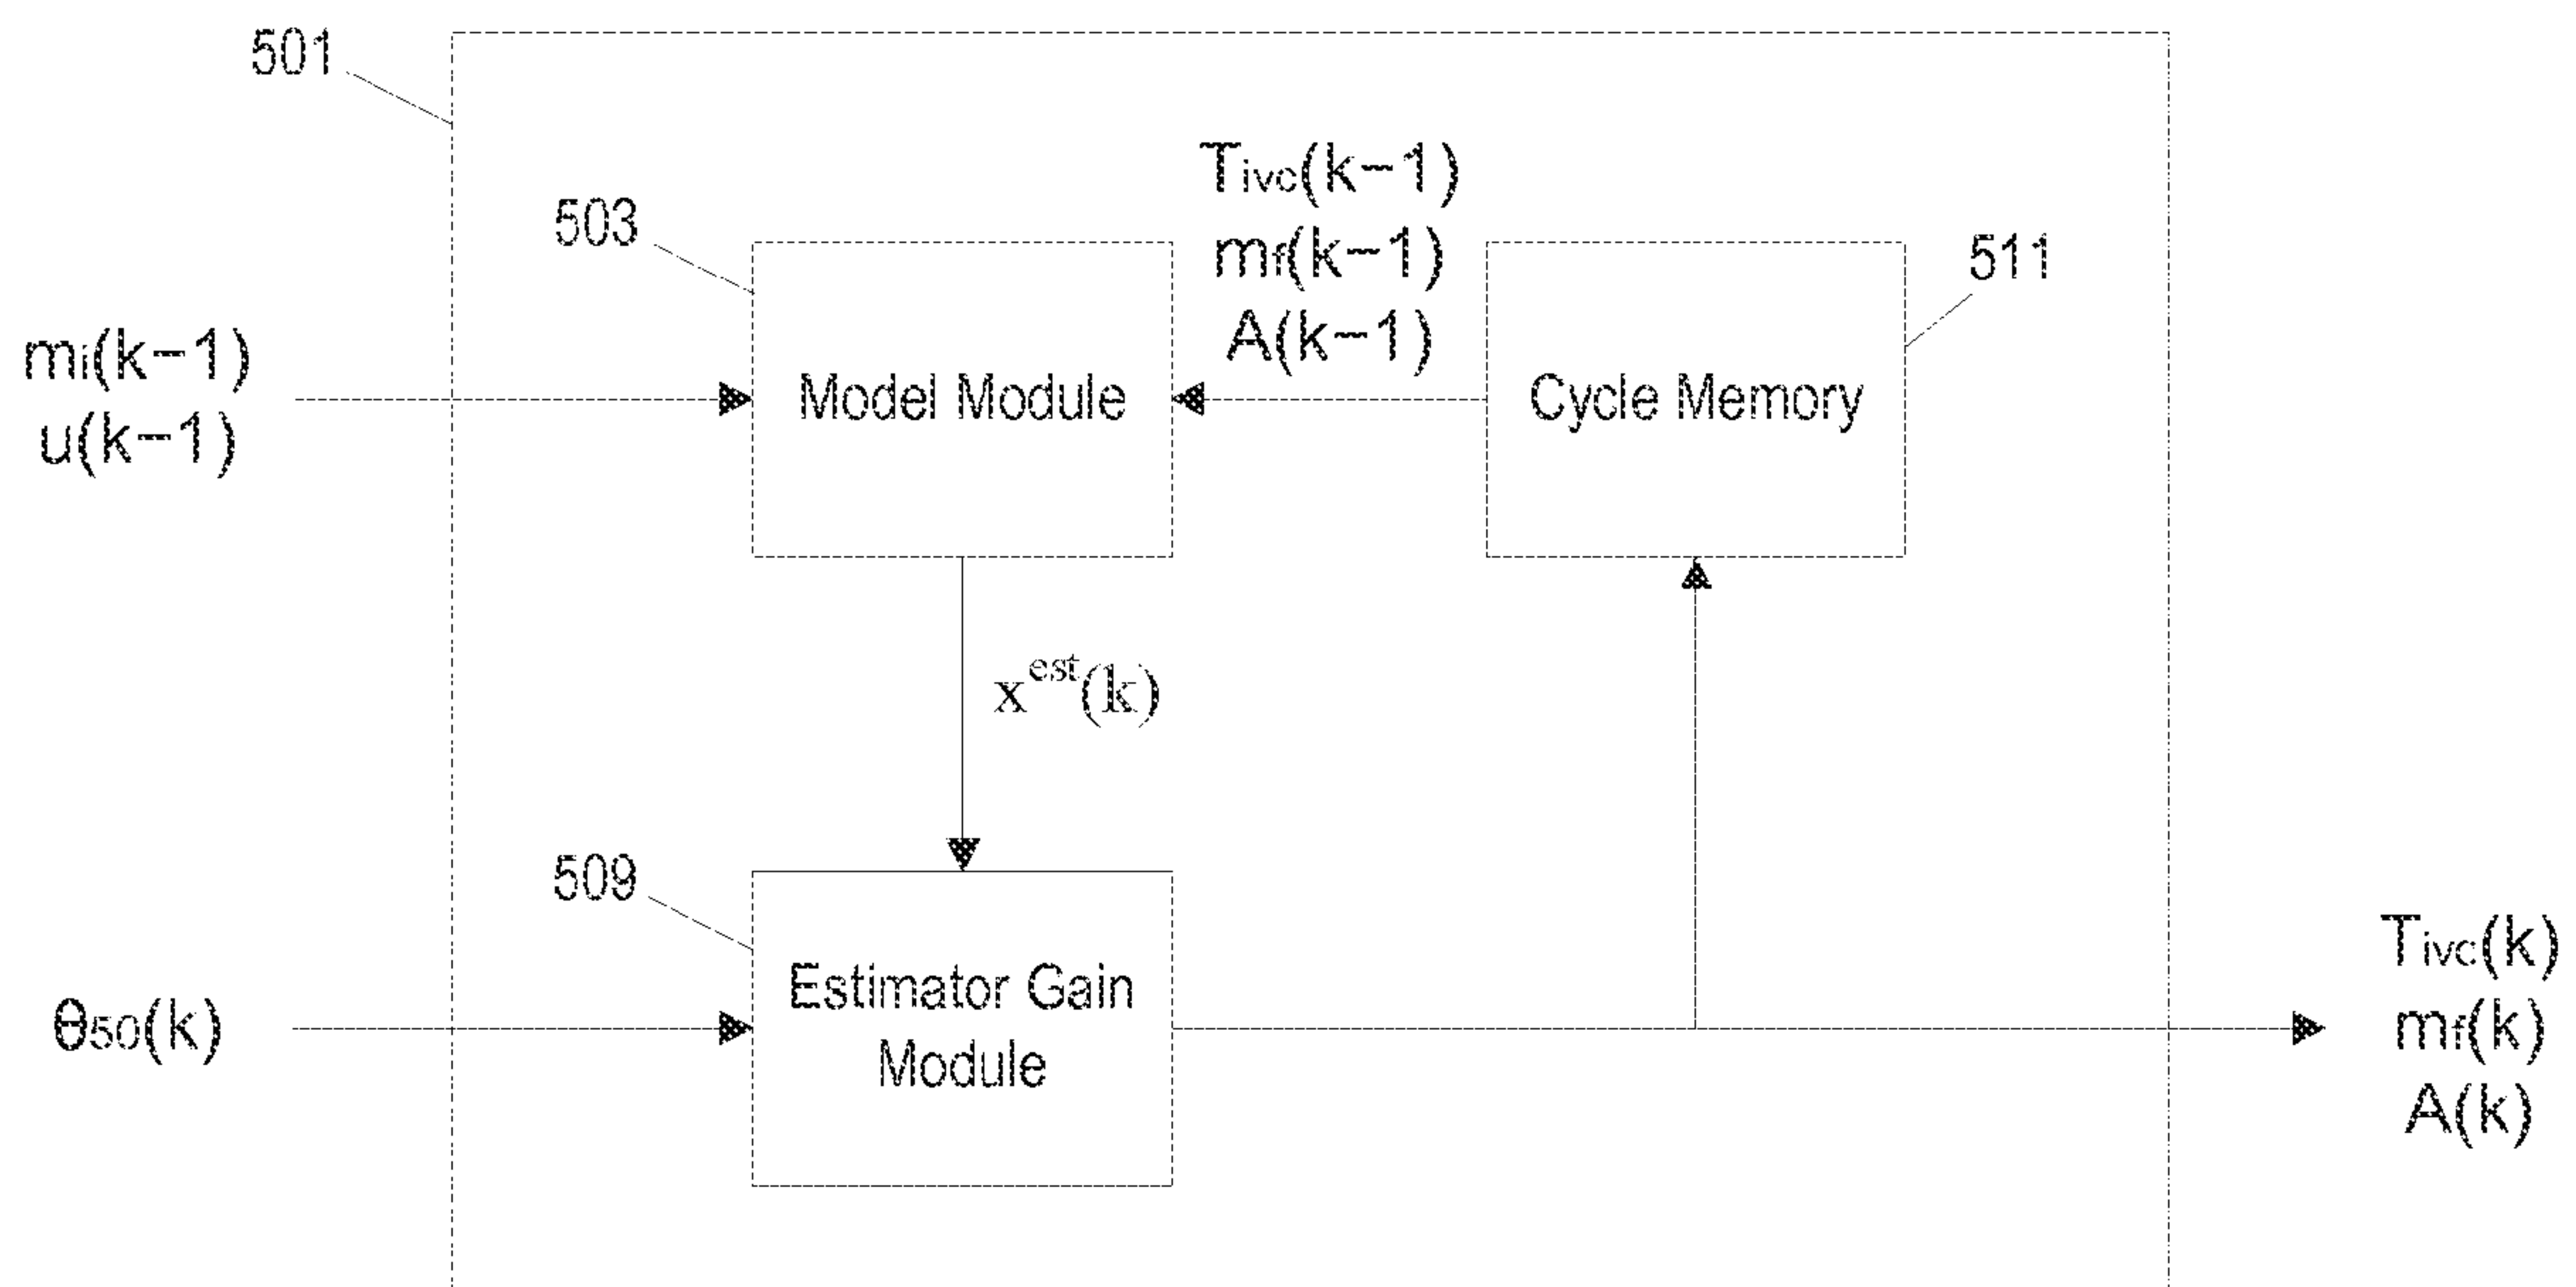 501
503
Tivc(k-1)
mf(k-1)
A(k-1)
511
mi(k-1)
u(k-1)
Model Module
Cycle Memory
x^est(k)
509
θ50(k)
Estimator Gain
Module
Tivc(k)
mf(k)
A(k)